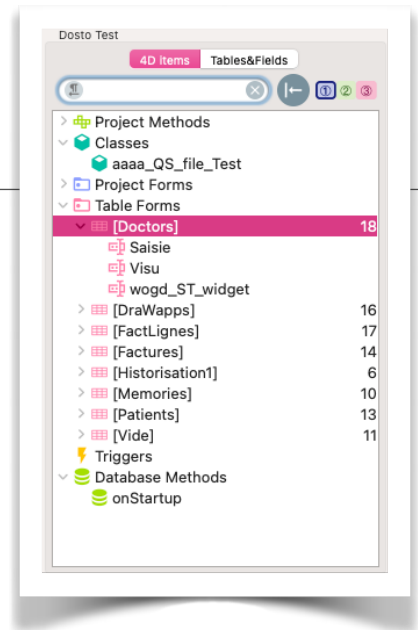 Dosto Test
4D items Tables&Fields
① ② ③
Project Methods
Classes
aaaa_QS_file_Test
Project Forms
Table Forms
[Doctors] 18
Saisie
Visu
wogd_ST_widget
[DraWapps] 16
[FactLignes] 17
[Factures] 14
[Historisation1] 6
[Memories] 10
[Patients] 13
[Vide] 11
Triggers
Database Methods
onStartup